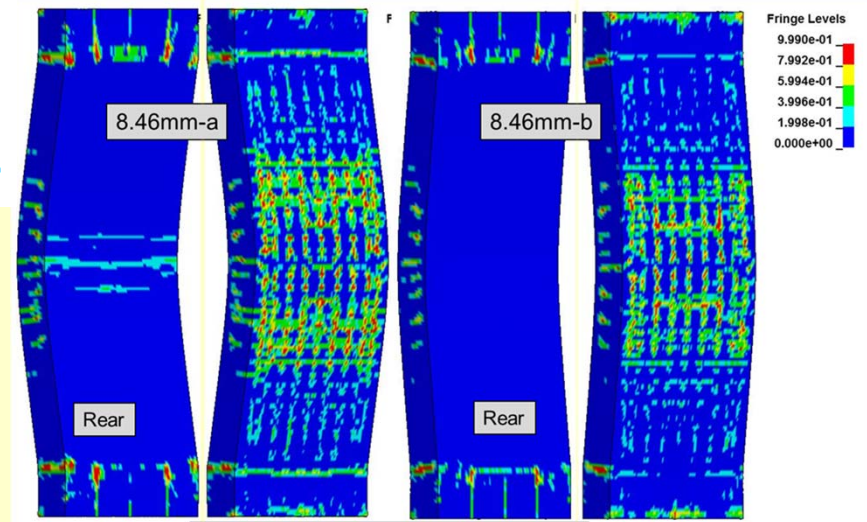 F
F
8.46mm-a
8.46mm-b
Rear
Rear
Fringe Levels
9.990e-01
7.992e-01
5.994e-01
3.996e-01
1.998e-01
0.000e+00